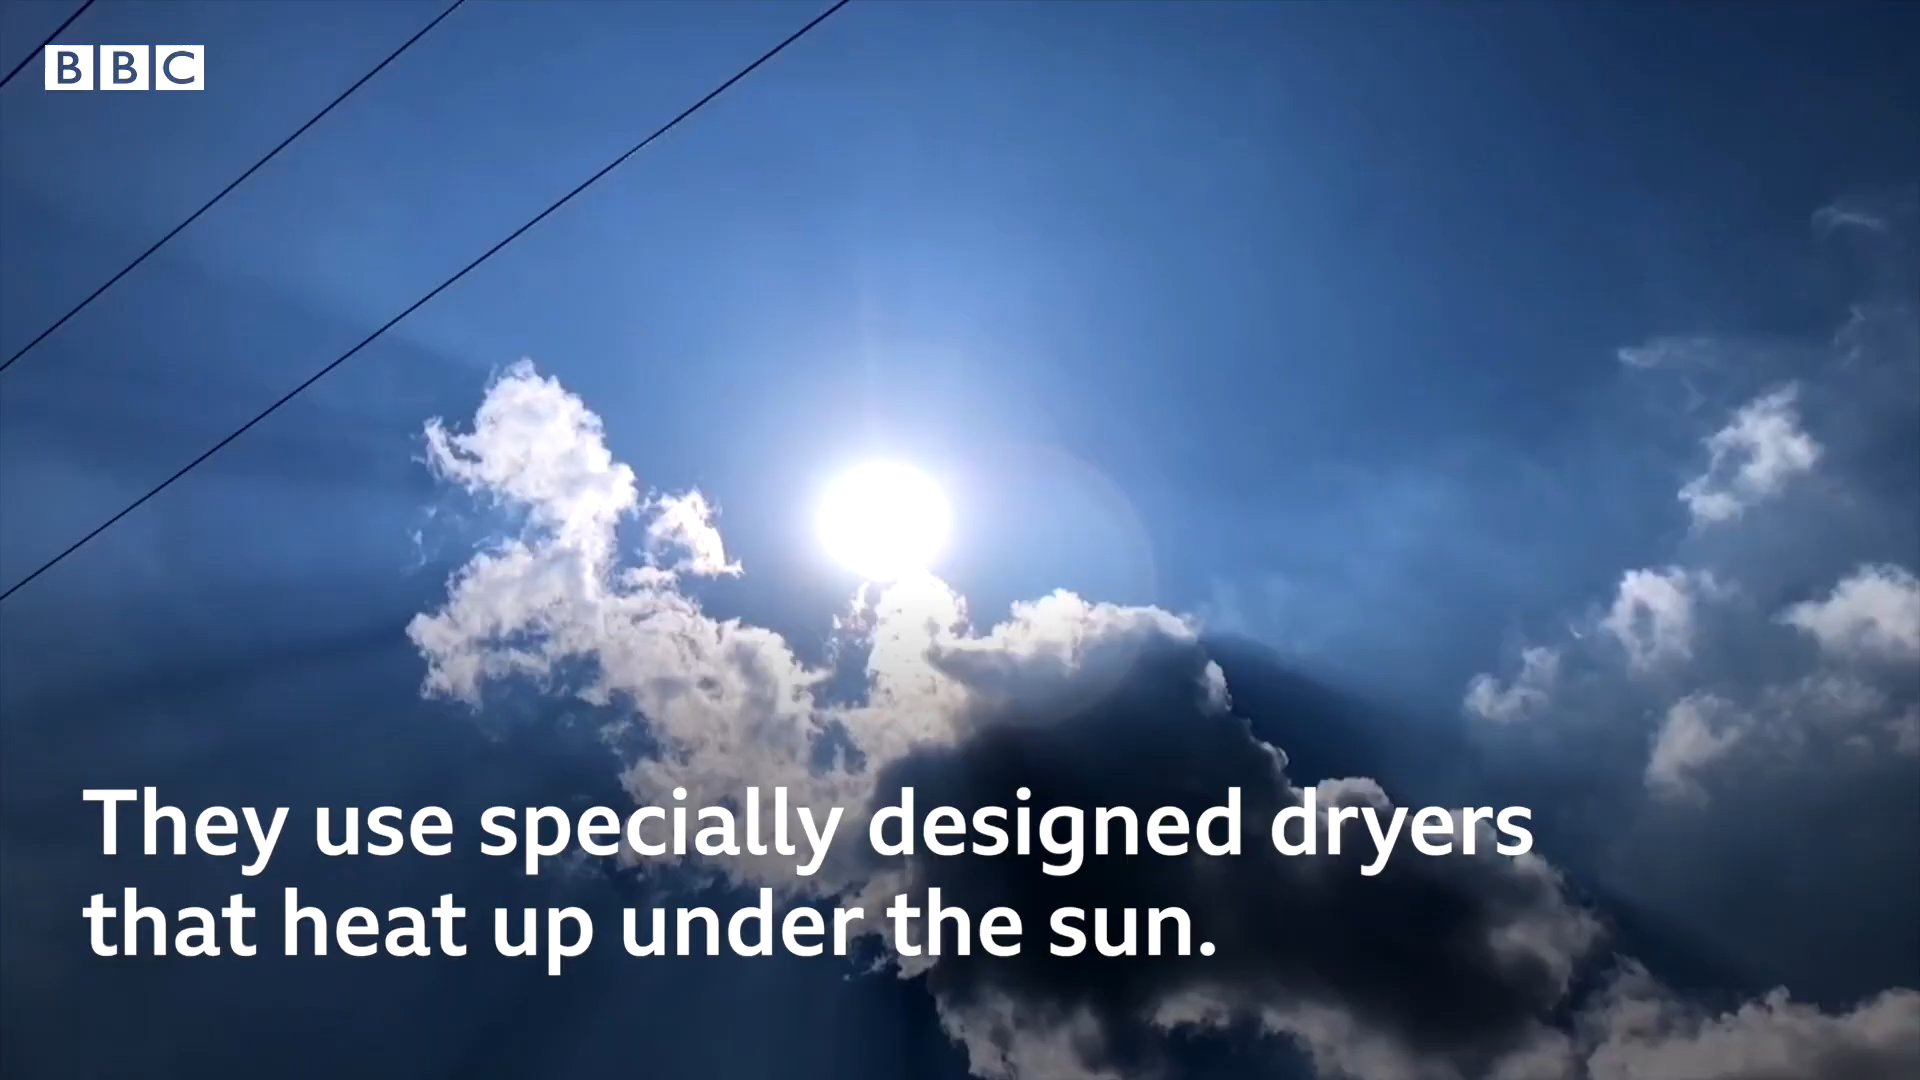 BBC
They use specially designed dryers
that heat up under the sun.